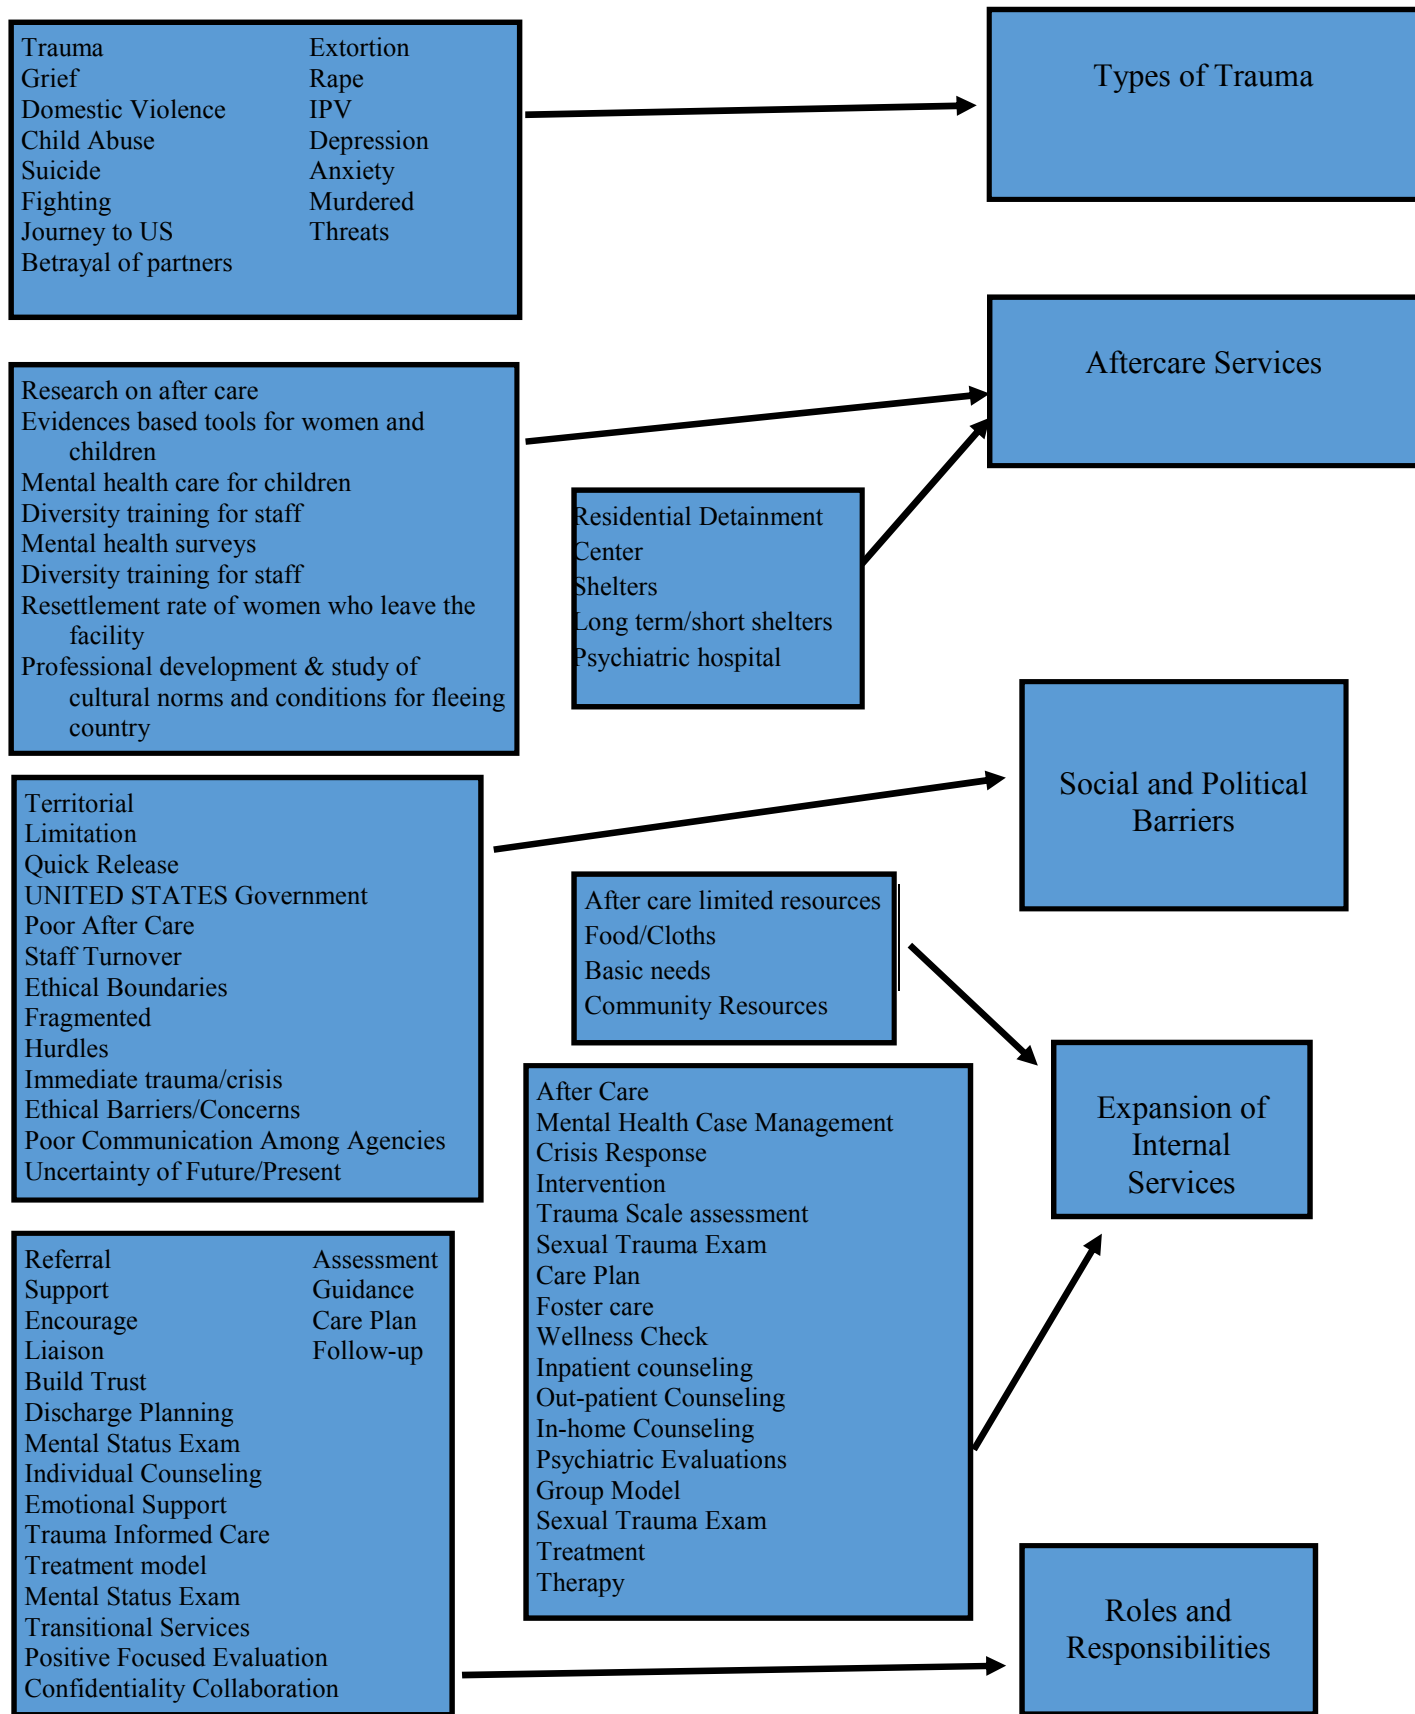 Trauma
Grief
Domestic Violence
Child Abuse
Suicide
Fighting
Journey to US
Betrayal of partners
Extortion
Rape
IPV
Depression
Anxiety
Murdered
Threats
Types of Trauma
Research on after care
Evidences based tools for women and
children
Mental health care for children
Diversity training for staff
Mental health surveys
Diversity training for staff
Resettlement rate of women who leave the
facility
Professional development & study of
cultural norms and conditions for fleeing
country
Residential Detainment
Center
Shelters
Long term/short shelters
Psychiatric hospital
Aftercare Services
Territorial
Limitation
Quick Release
UNITED STATES Government
Poor After Care
Staff Turnover
Ethical Boundaries
Fragmented
Hurdles
Immediate trauma/crisis
Ethical Barriers/Concerns
Poor Communication Among Agencies
Uncertainty of Future/Present
Social and Political
Barriers
After care limited resources
Food/Cloths
Basic needs
Community Resources
After Care
Mental Health Case Management
Crisis Response
Intervention
Trauma Scale assessment
Sexual Trauma Exam
Care Plan
Foster care
Wellness Check
Inpatient counseling
Out-patient Counseling
In-home Counseling
Psychiatric Evaluations
Group Model
Sexual Trauma Exam
Treatment
Therapy
Expansion of
Internal
Services
Referral
Support
Encourage
Liaison
Build Trust
Discharge Planning
Mental Status Exam
Individual Counseling
Emotional Support
Trauma Informed Care
Treatment model
Mental Status Exam
Transitional Services
Positive Focused Evaluation
Confidentiality Collaboration
Assessment
Guidance
Care Plan
Follow-up
Roles and
Responsibilities